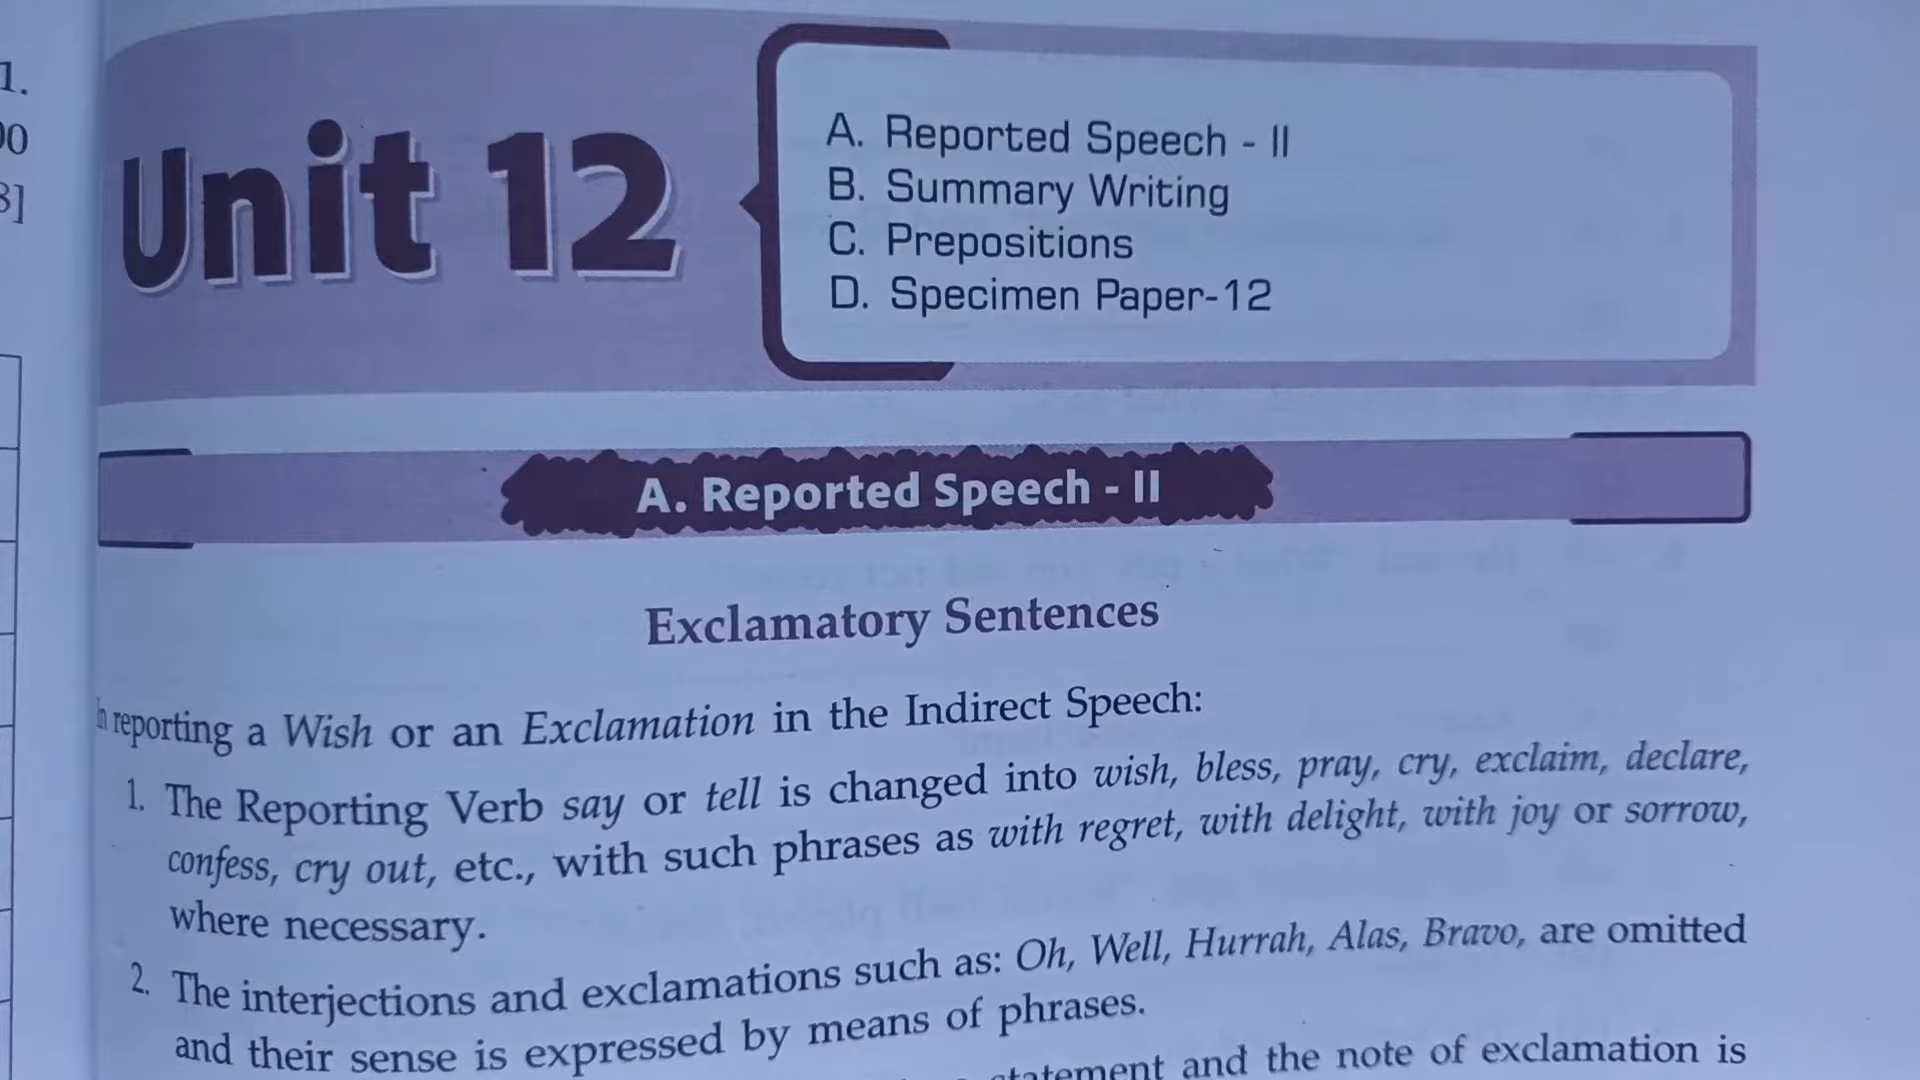 1.
00
3]
Unit 12
A. Reported Speech - II
B. Summary Writing
C. Prepositions
D. Specimen Paper-12
A. Reported Speech - II
Exclamatory Sentences
In reporting a Wish or an Exclamation in the Indirect Speech:
1. The Reporting Verb say or tell is changed into wish, bless, pray, cry, exclaim, declare,
confess, cry out, etc., with such phrases as with regret, with delight, with joy or sorrow,
where necessary.
2. The interjections and exclamations such as: Oh, Well, Hurrah, Alas, Bravo, are omitted
and their sense is expressed by means of phrases.
statement and the note of exclamation is